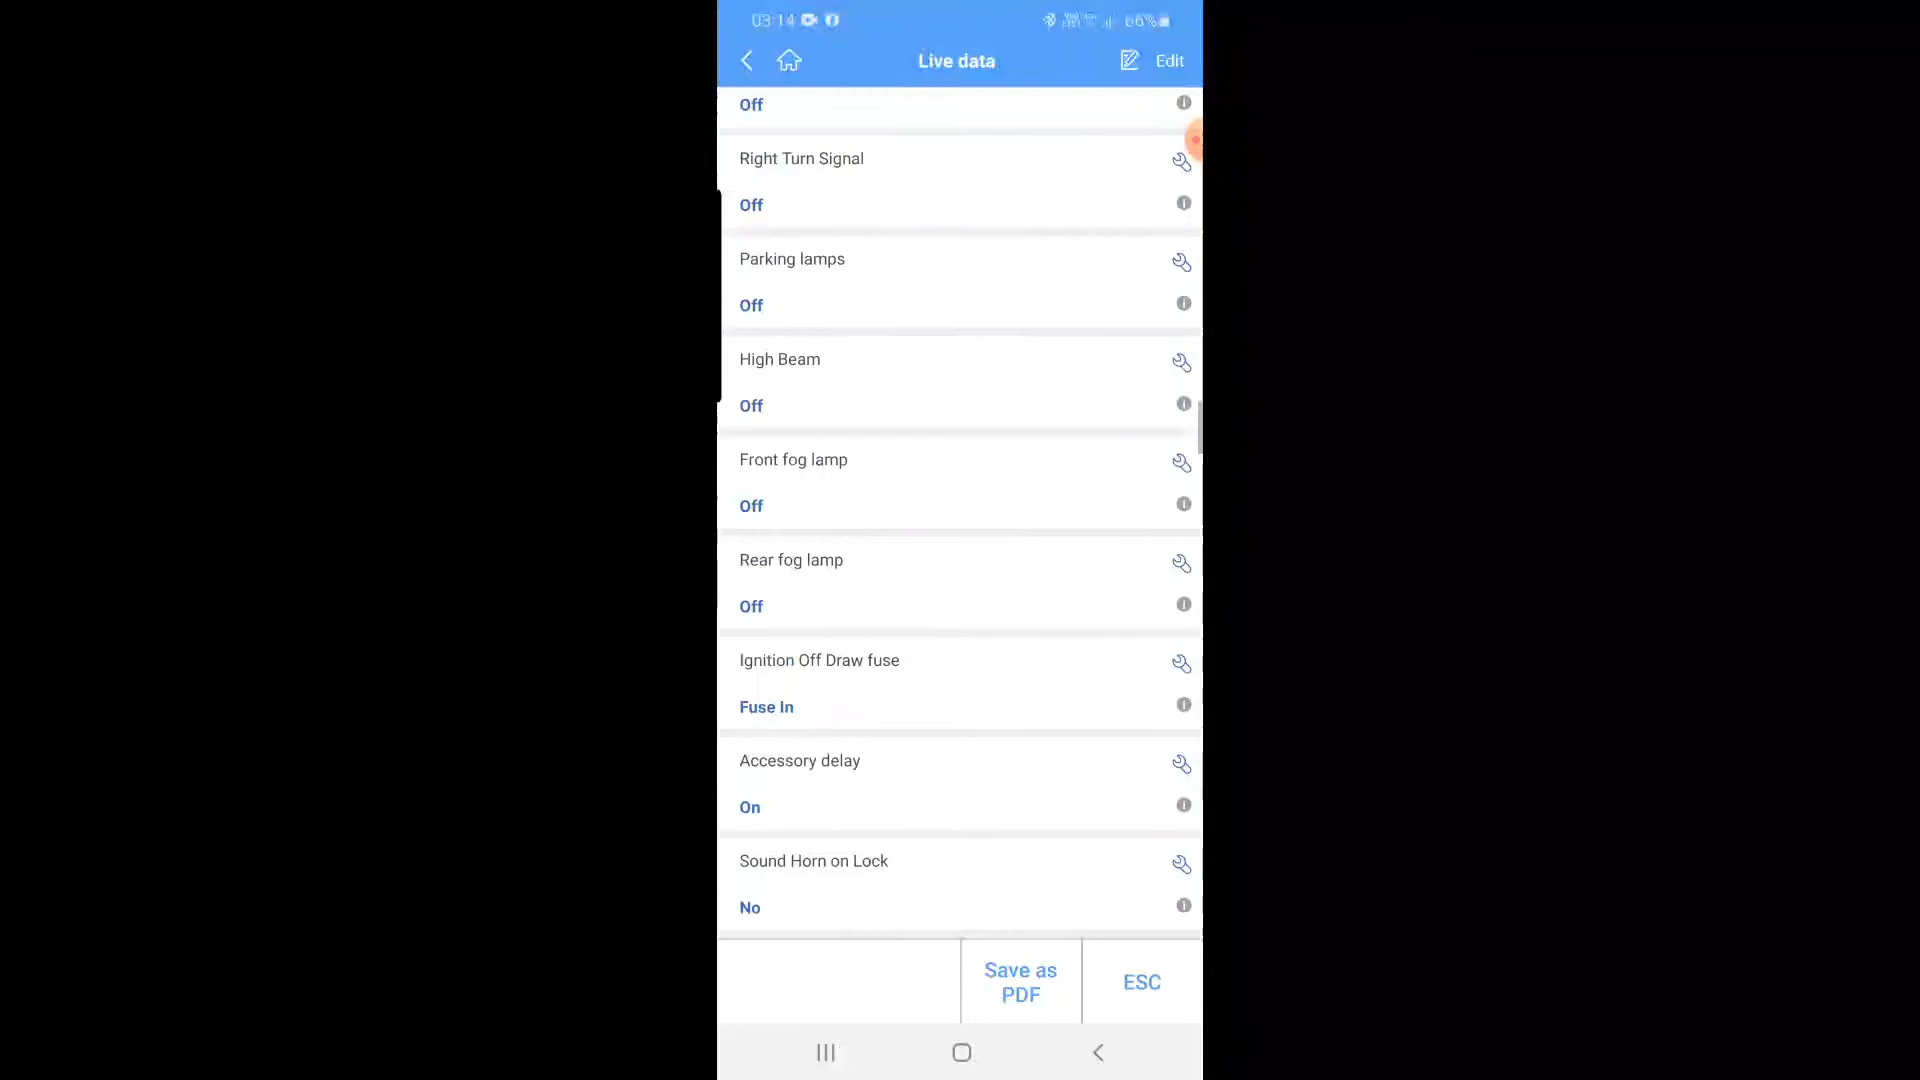 03:14
66%
Live data
Edit
Off
Right Turn Signal
Off
Parking lamps
Off
High Beam
Off
Front fog lamp
Off
Rear fog lamp
Off
Ignition Off Draw fuse
Fuse In
Accessory delay
On
Sound Horn on Lock
No
Save as
PDF
ESC